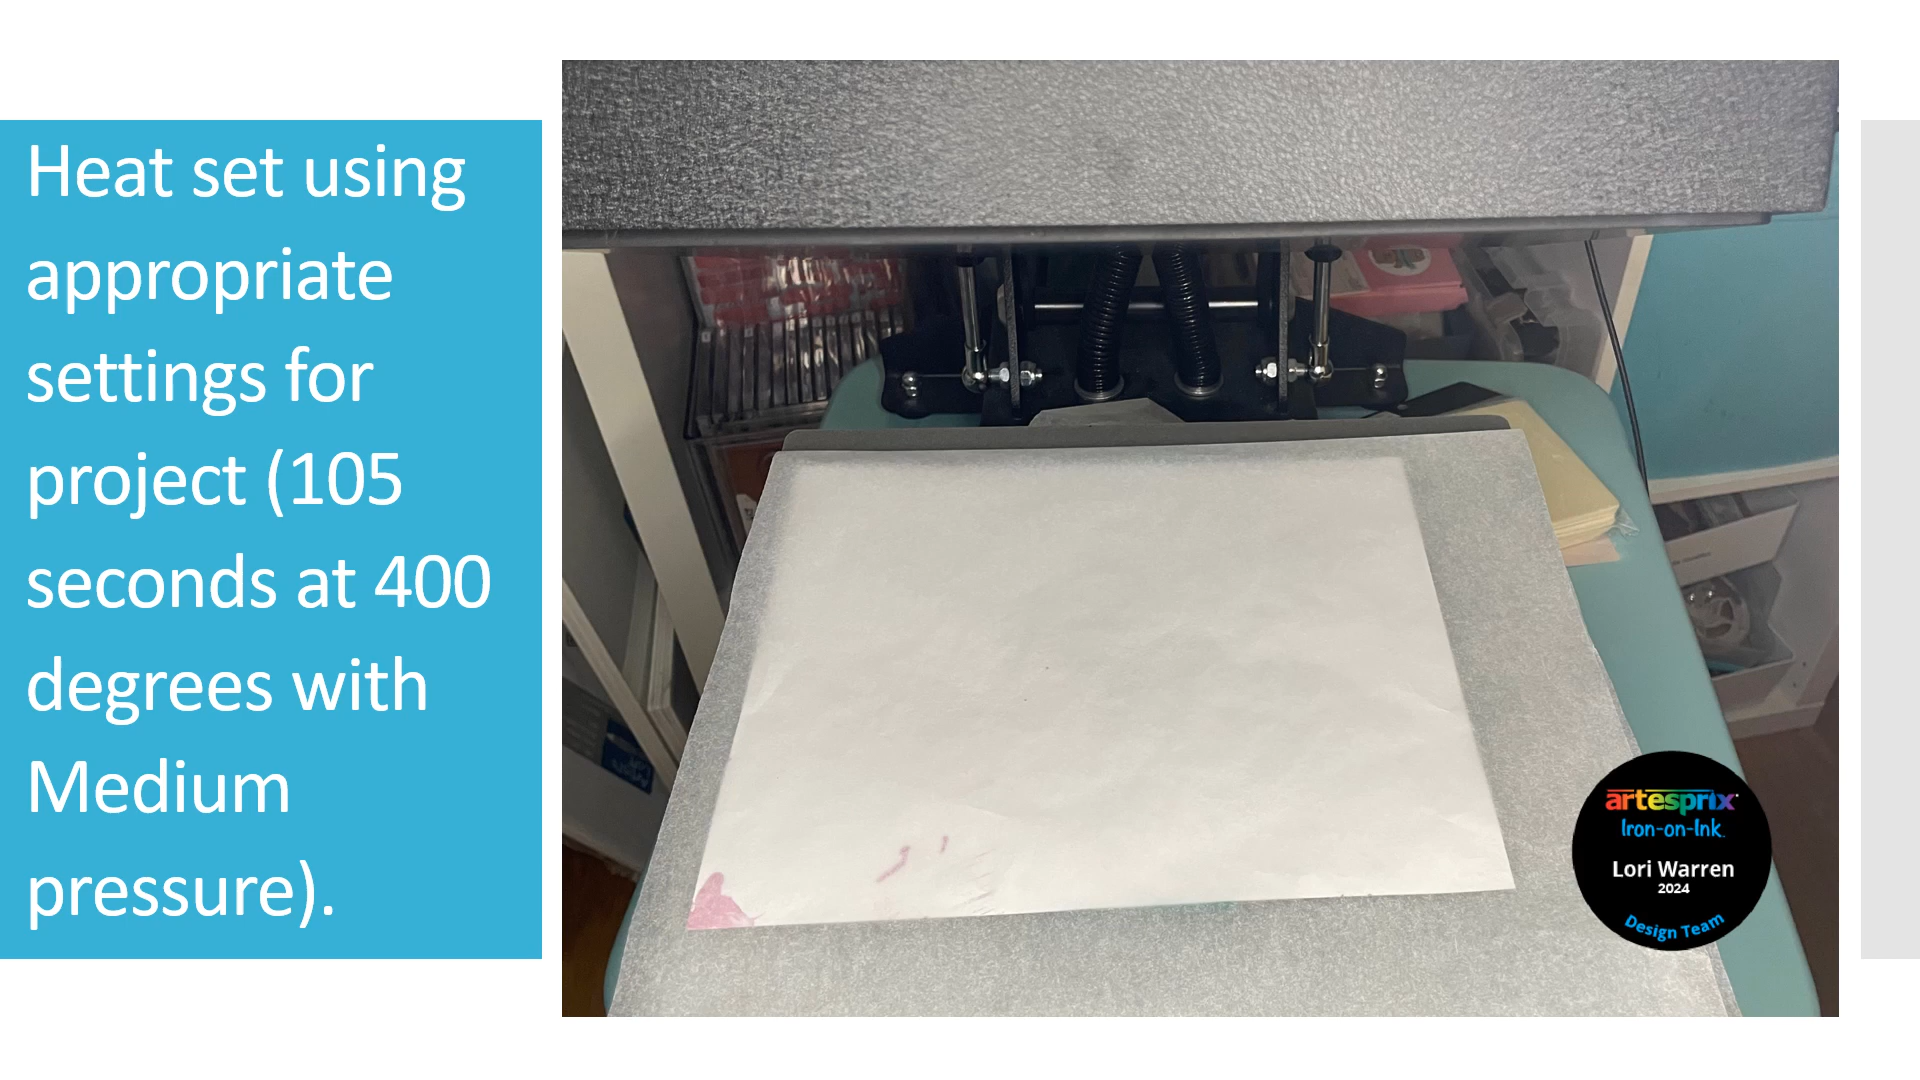 Heat set using
appropriate
settings for
project (105
seconds at 400
degrees with
Medium
pressure).
artesprix
Iron-on-Ink
Lori Warren
2024
Design Team